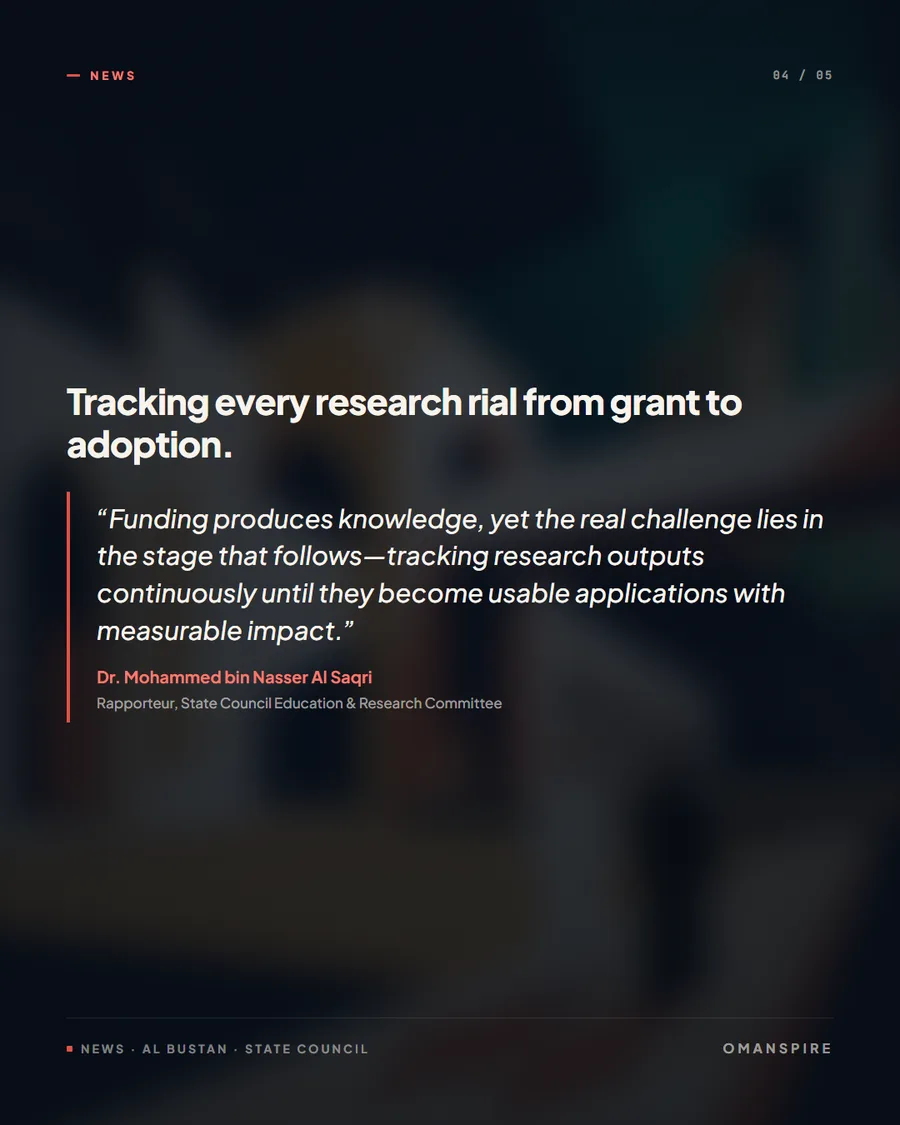 — NEWS
04 / 05
Tracking every research rial from grant to
adoption.
“Funding produces knowledge, yet the real challenge lies in
the stage that follows—tracking research outputs
continuously until they become usable applications with
measurable impact.”
Dr. Mohammed bin Nasser Al Saqri
Rapporteur, State Council Education & Research Committee
NEWS · AL BUSTAN · STATE COUNCIL
OMANSPIRE